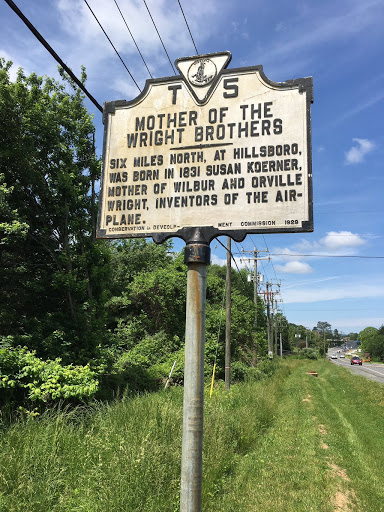 T 5
MOTHER OF THE
WRIGHT BROTHERS
SIX MILES NORTH, AT HILLSBORO,
WAS BORN IN 1831 SUSAN KOERNER,
MOTHER OF WILBUR AND ORVILLE
WRIGHT, INVENTORS OF THE AIR-
PLANE.
CONSERVATION & DEVELOPMENT COMMISSION 1929